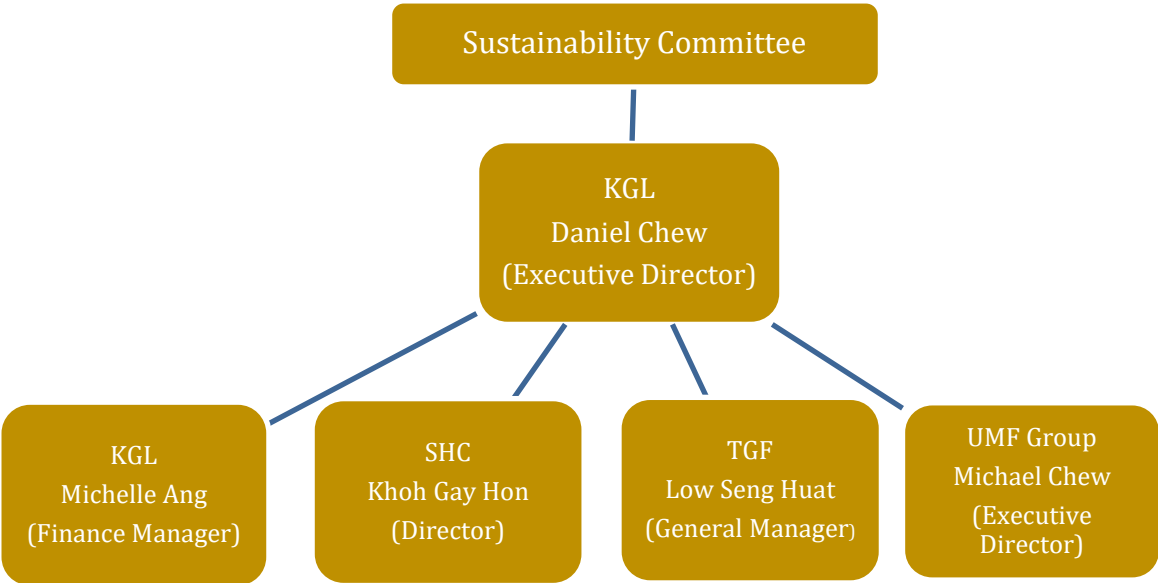 Sustainability Committee
KGL
Daniel Chew
(Executive Director)
KGL
Michelle Ang
(Finance Manager)
SHC
Khoh Gay Hon
(Director)
TGF
Low Seng Huat
(General Manager)
UMF Group
Michael Chew
(Executive
Director)